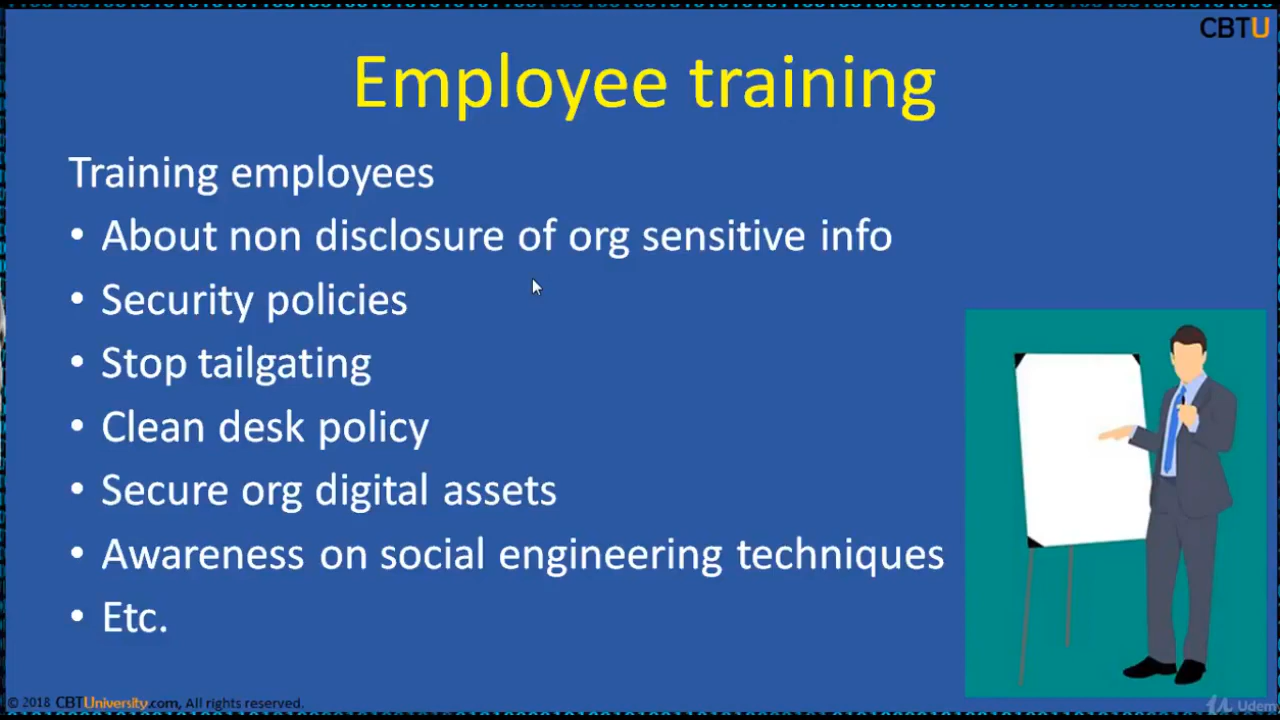 CBTU
Employee training
Training employees
• About non disclosure of org sensitive info
• Security policies
• Stop tailgating
• Clean desk policy
• Secure org digital assets
• Awareness on social engineering techniques
• Etc.
© 2018 CBTUniversity.com, All rights reserved.
Udemy